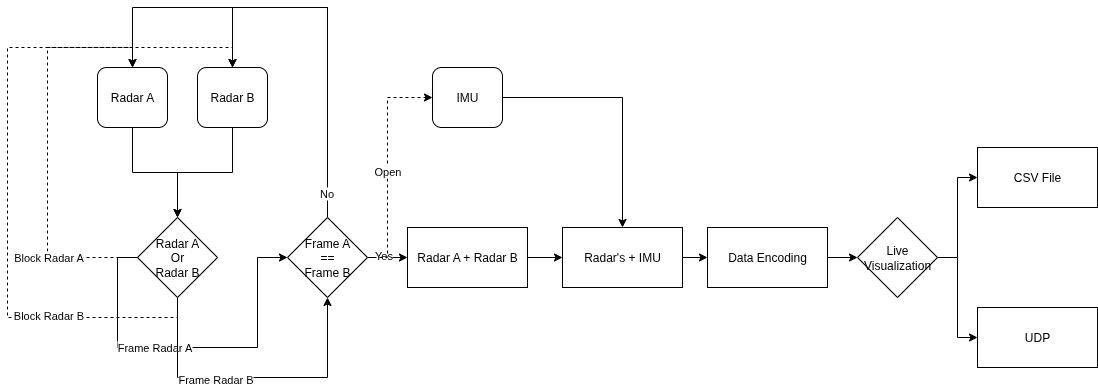 Radar A
Radar B
IMU
Open
CSV File
No
Radar A
Or
Radar B
Frame A
==
Frame B
Yes
Radar A + Radar B
Radar's + IMU
Data Encoding
Live
Visualization
Block Radar A
Block Radar B
UDP
Frame Radar A
Frame Radar B